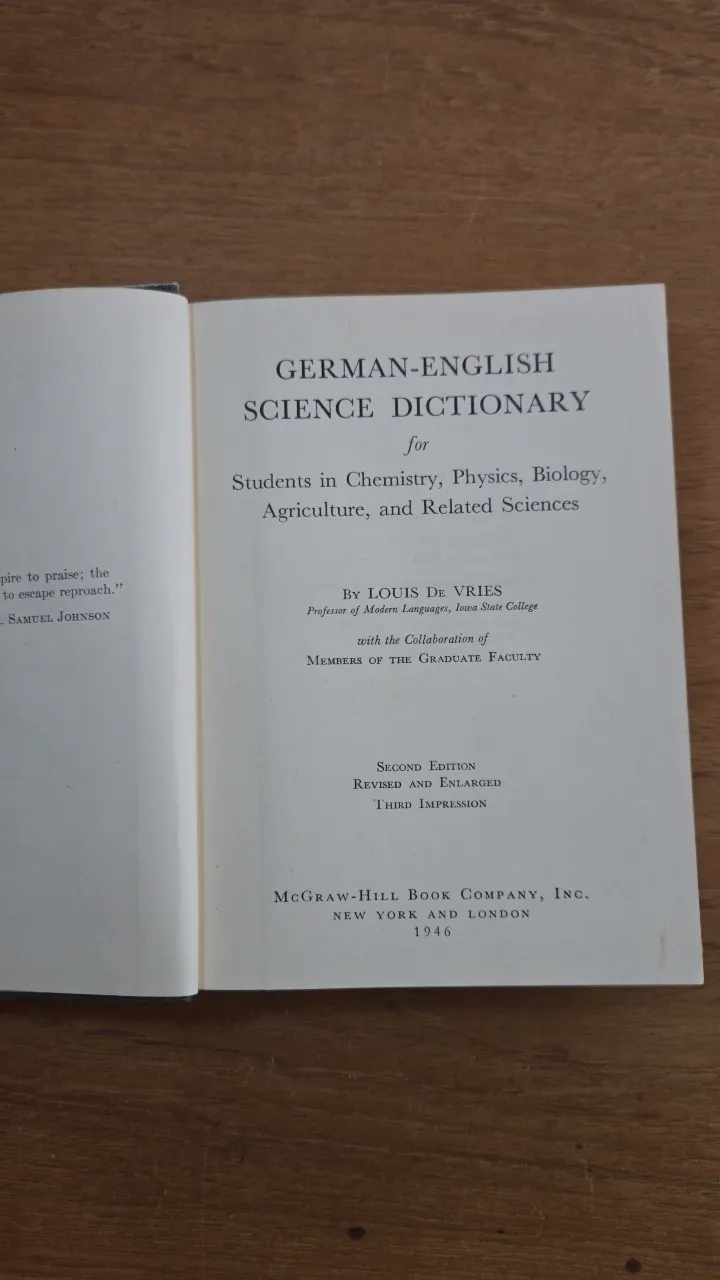 pire to praise; the
to escape reproach."
. SAMUEL JOHNSON
GERMAN-ENGLISH
SCIENCE DICTIONARY
for
Students in Chemistry, Physics, Biology,
Agriculture, and Related Sciences
BY LOUIS DE VRIES
Professor of Modern Languages, Iowa State College
with the Collaboration of
MEMBERS OF THE GRADUATE FACULTY
SECOND EDITION
REVISED AND ENLARGED
THIRD IMPRESSION
MCGRAW-HILL BOOK COMPANY, INC.
NEW YORK AND LONDON
1946